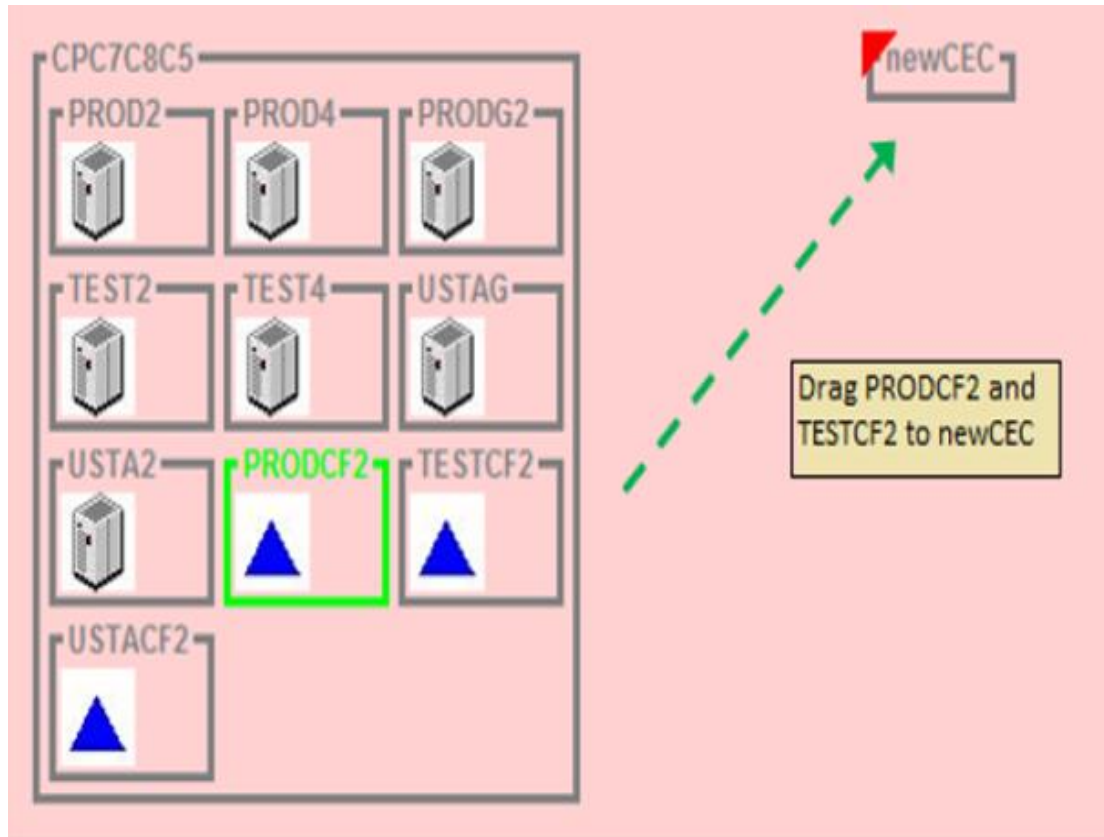 CPC7C8C5
newCEC
PROD2 PROD4 PRODG2
TEST2 TEST4 USTAG
Drag PRODCF2 and
TESTCF2 to newCEC
USTA2 PRODCF2 TESTCF2
USTACF2